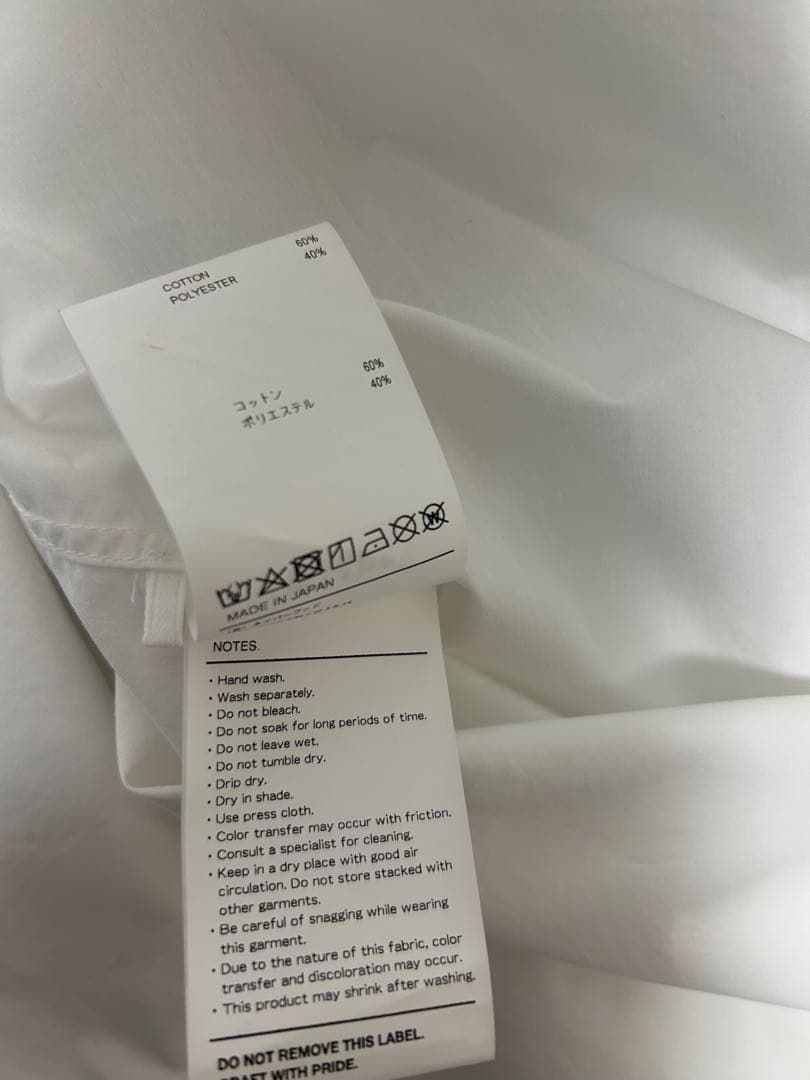 COTTON 60%
POLYESTER 40%
コットン 60%
ポリエステル 40%
MADE IN JAPAN
NOTES.
・Hand wash.
・Wash separately.
・Do not bleach.
・Do not soak for long periods of time.
・Do not leave wet.
・Do not tumble dry.
・Drip dry.
・Dry in shade.
・Use press cloth.
・Color transfer may occur with friction.
・Consult a specialist for cleaning.
・Keep in a dry place with good air
circulation. Do not store stacked with
other garments.
・Be careful of snagging while wearing
this garment.
・Due to the nature of this fabric, color
transfer and discoloration may occur.
・This product may shrink after washing.
DO NOT REMOVE THIS LABEL.
WITH PRIDE.